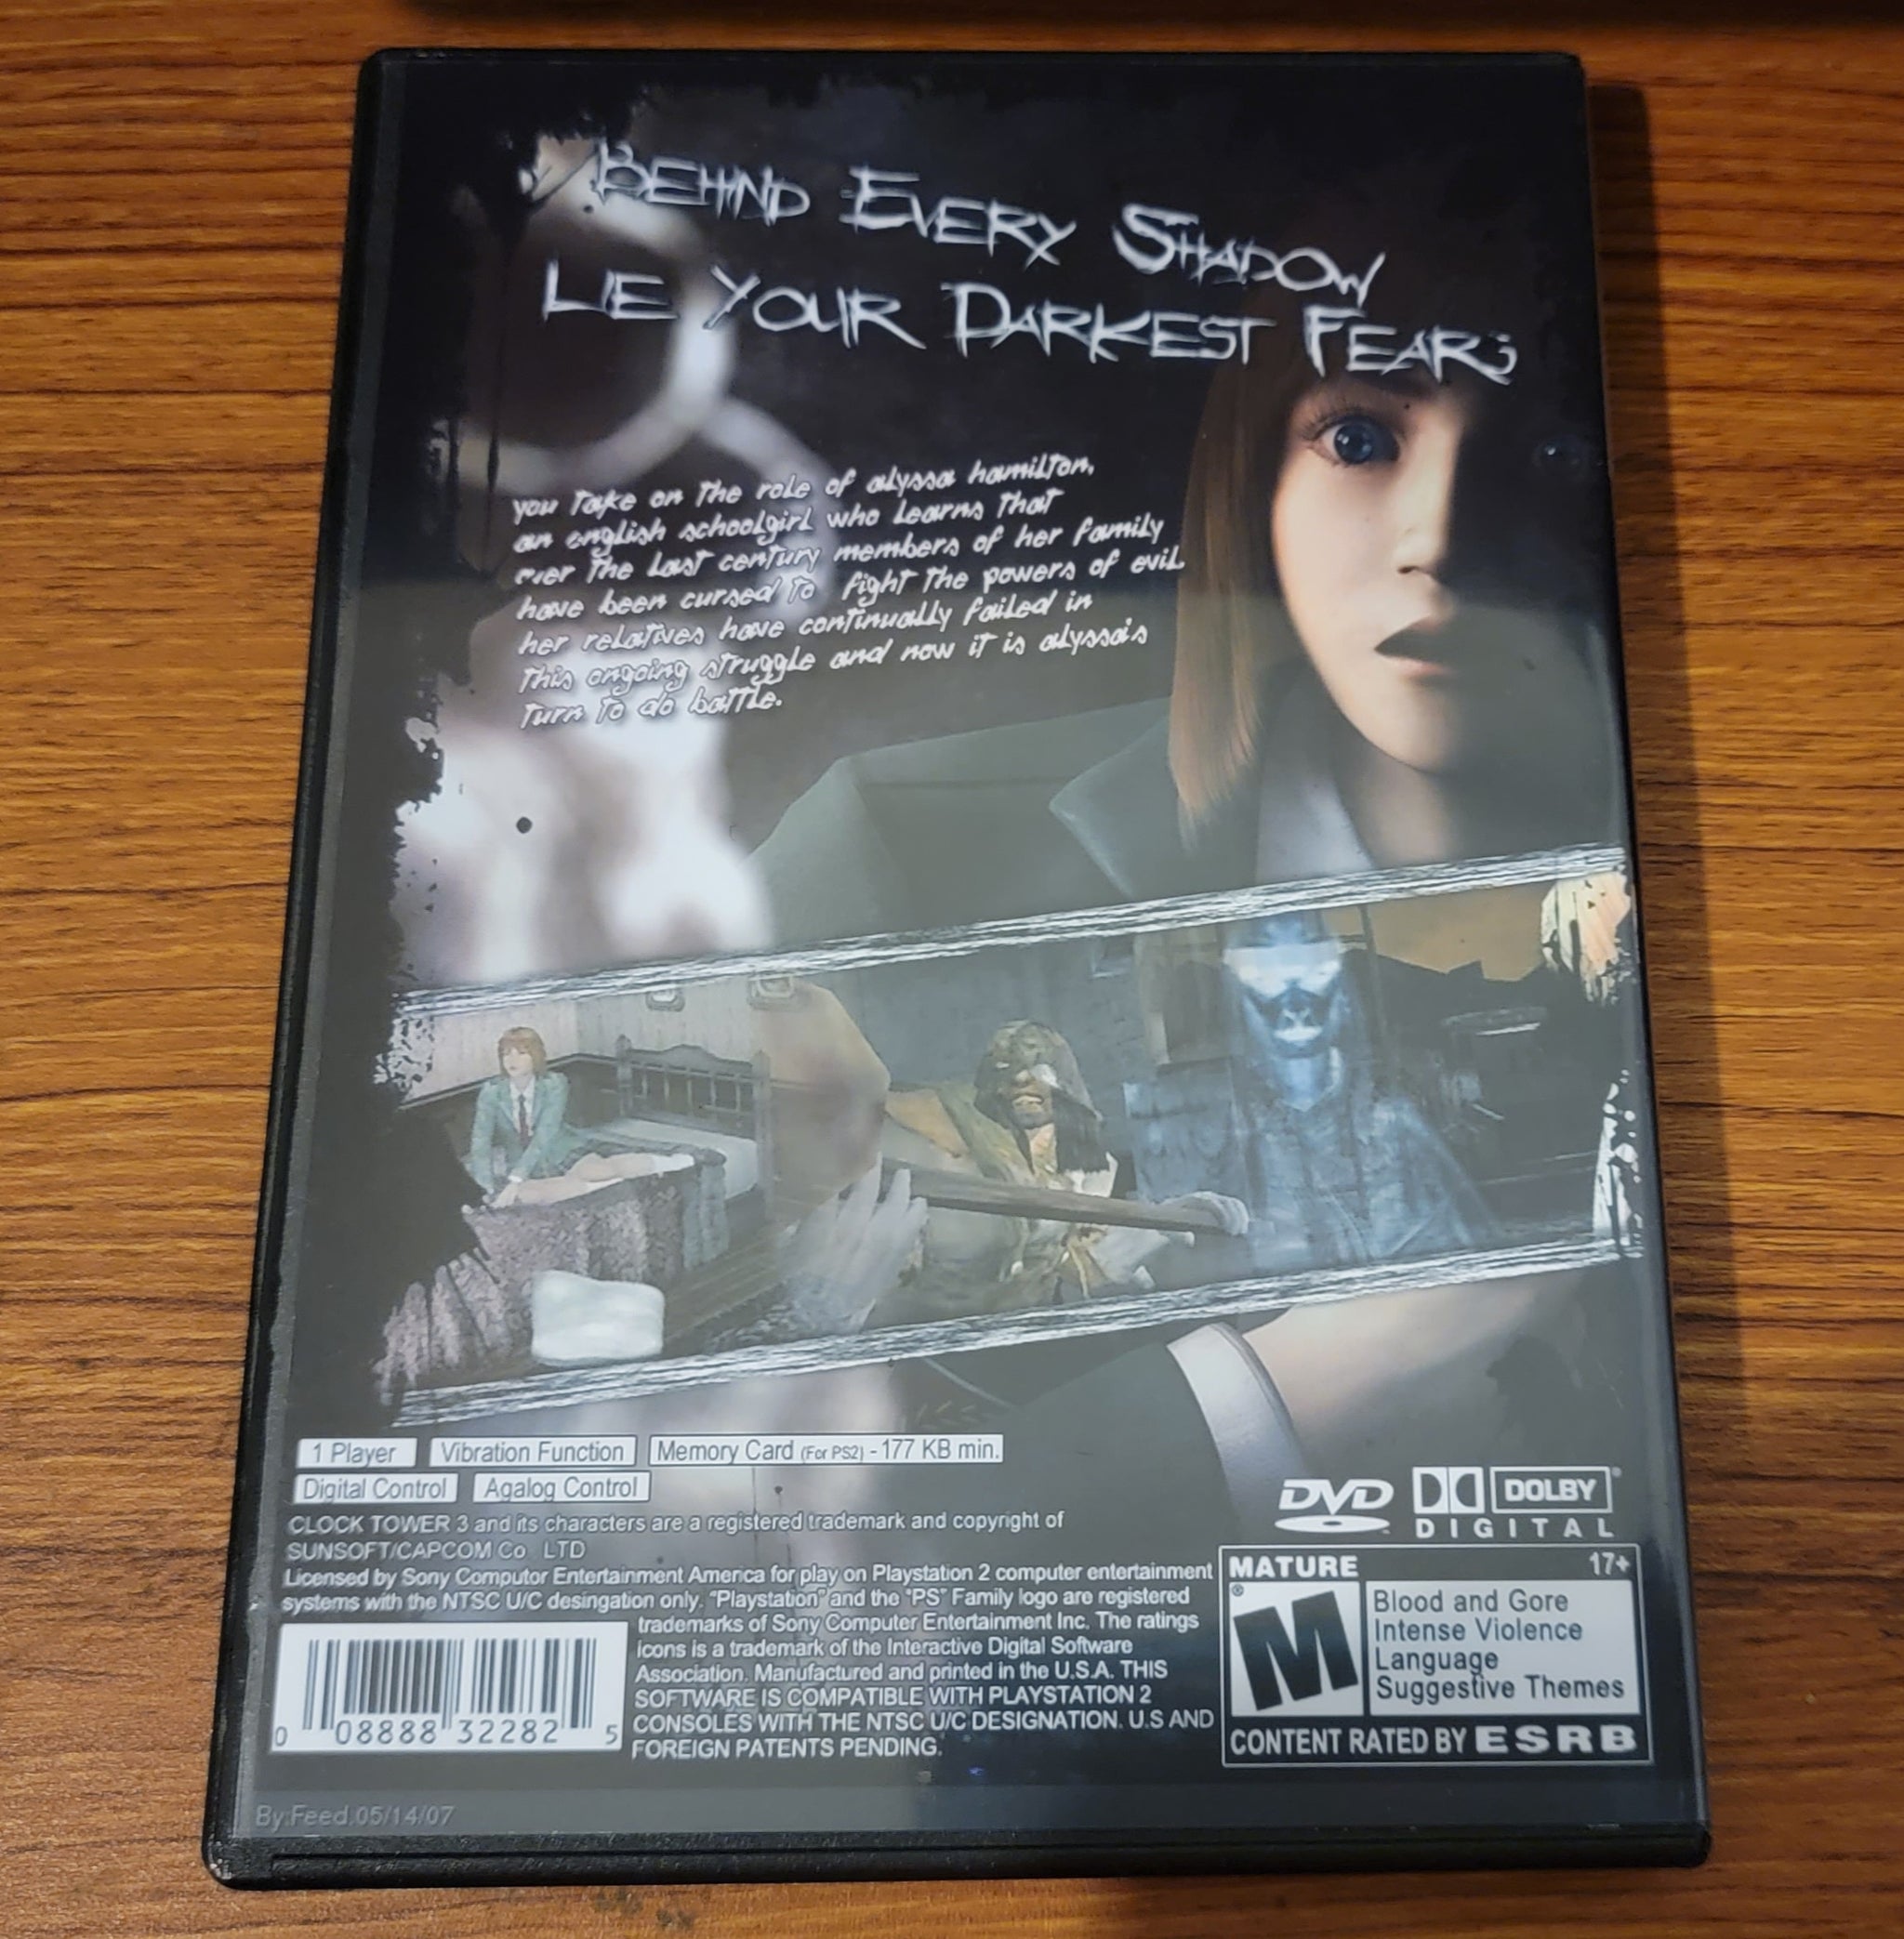 BEHIND EVERY SHADOW
LIE YOUR DARKEST FEARS
you take on the role of alyssa hamilton,
an english schoolgirl who learns that
over the last century members of her family
have been cursed to fight the powers of evil
her relatives have continually failed in
this ongoing struggle and now it is alyssa's
turn to do battle.
1 Player Vibration Function Memory Card (For PS2) - 177 KB min.
Digital Control Agalog Control
DVD DOLBY
DIGITAL
CLOCK TOWER 3 and its characters are a registered trademark and copyright of
SUNSOFT/CAPCOM Co LTD
Licensed by Sony Computor Entertainment America for play on Playstation 2 computer entertainment
systems with the NTSC U/C desingation only. "Playstation" and the "PS" Family logo are registered
trademarks of Sony Computer Entertainment Inc. The ratings
icons is a trademark of the Interactive Digital Software
Association. Manufactured and printed in the U.S.A. THIS
SOFTWARE IS COMPATIBLE WITH PLAYSTATION 2
CONSOLES WITH THE NTSC U/C DESIGNATION. U.S AND
FOREIGN PATENTS PENDING.
0 08888 32282 5
MATURE 17+
M
®
Blood and Gore
Intense Violence
Language
Suggestive Themes
CONTENT RATED BY ESRB
By:Feed.05/14/07